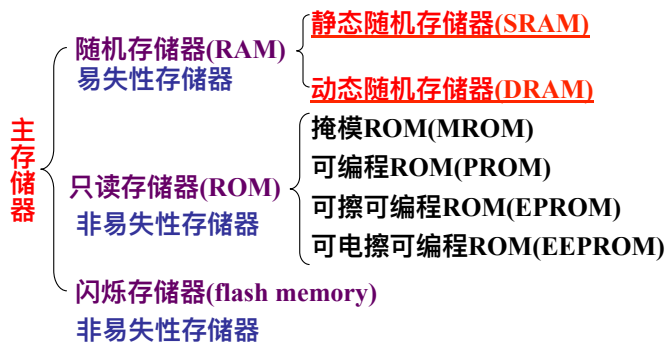 主存储器
随机存储器(RAM)
易失性存储器
静态随机存储器(SRAM)
动态随机存储器(DRAM)
只读存储器(ROM)
非易失性存储器
掩模ROM(MROM)
可编程ROM(PROM)
可擦可编程ROM(EPROM)
可电擦可编程ROM(EEPROM)
闪烁存储器(flash memory)
非易失性存储器